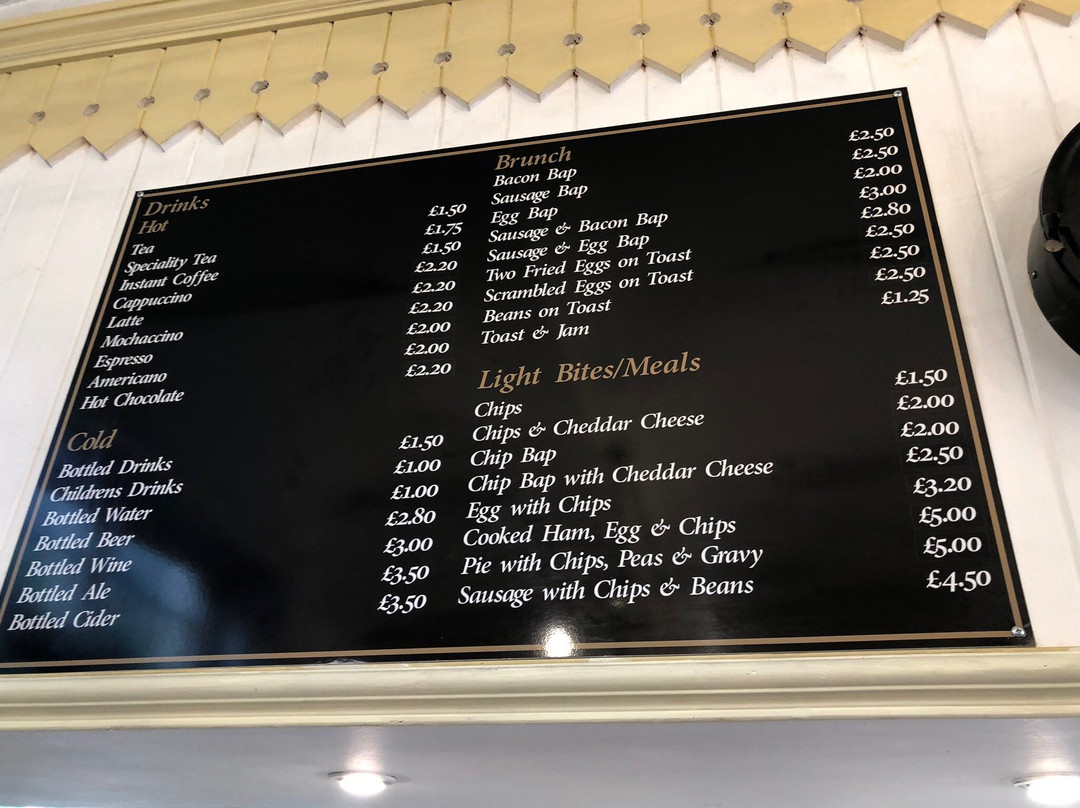 Drinks
Hot
Tea £1.50
Speciality Tea £1.75
Instant Coffee £1.50
Cappuccino £2.20
Latte £2.20
Mochaccino £2.20
Espresso £2.00
Americano £2.00
Hot Chocolate £2.20
Cold
Bottled Drinks £1.50
Childrens Drinks £1.00
Bottled Water £1.00
Bottled Beer £2.80
Bottled Wine £3.00
Bottled Ale £3.50
Bottled Cider £3.50
Brunch
Bacon Bap £2.50
Sausage Bap £2.50
Egg Bap £2.00
Sausage & Bacon Bap £3.00
Sausage & Egg Bap £2.80
Two Fried Eggs on Toast £2.50
Scrambled Eggs on Toast £2.50
Beans on Toast £2.50
Toast & Jam £1.25
Light Bites/Meals
Chips £1.50
Chips & Cheddar Cheese £2.00
Chip Bap £2.00
Chip Bap with Cheddar Cheese £2.50
Egg with Chips £3.20
Cooked Ham, Egg & Chips £5.00
Pie with Chips, Peas & Gravy £5.00
Sausage with Chips & Beans £4.50